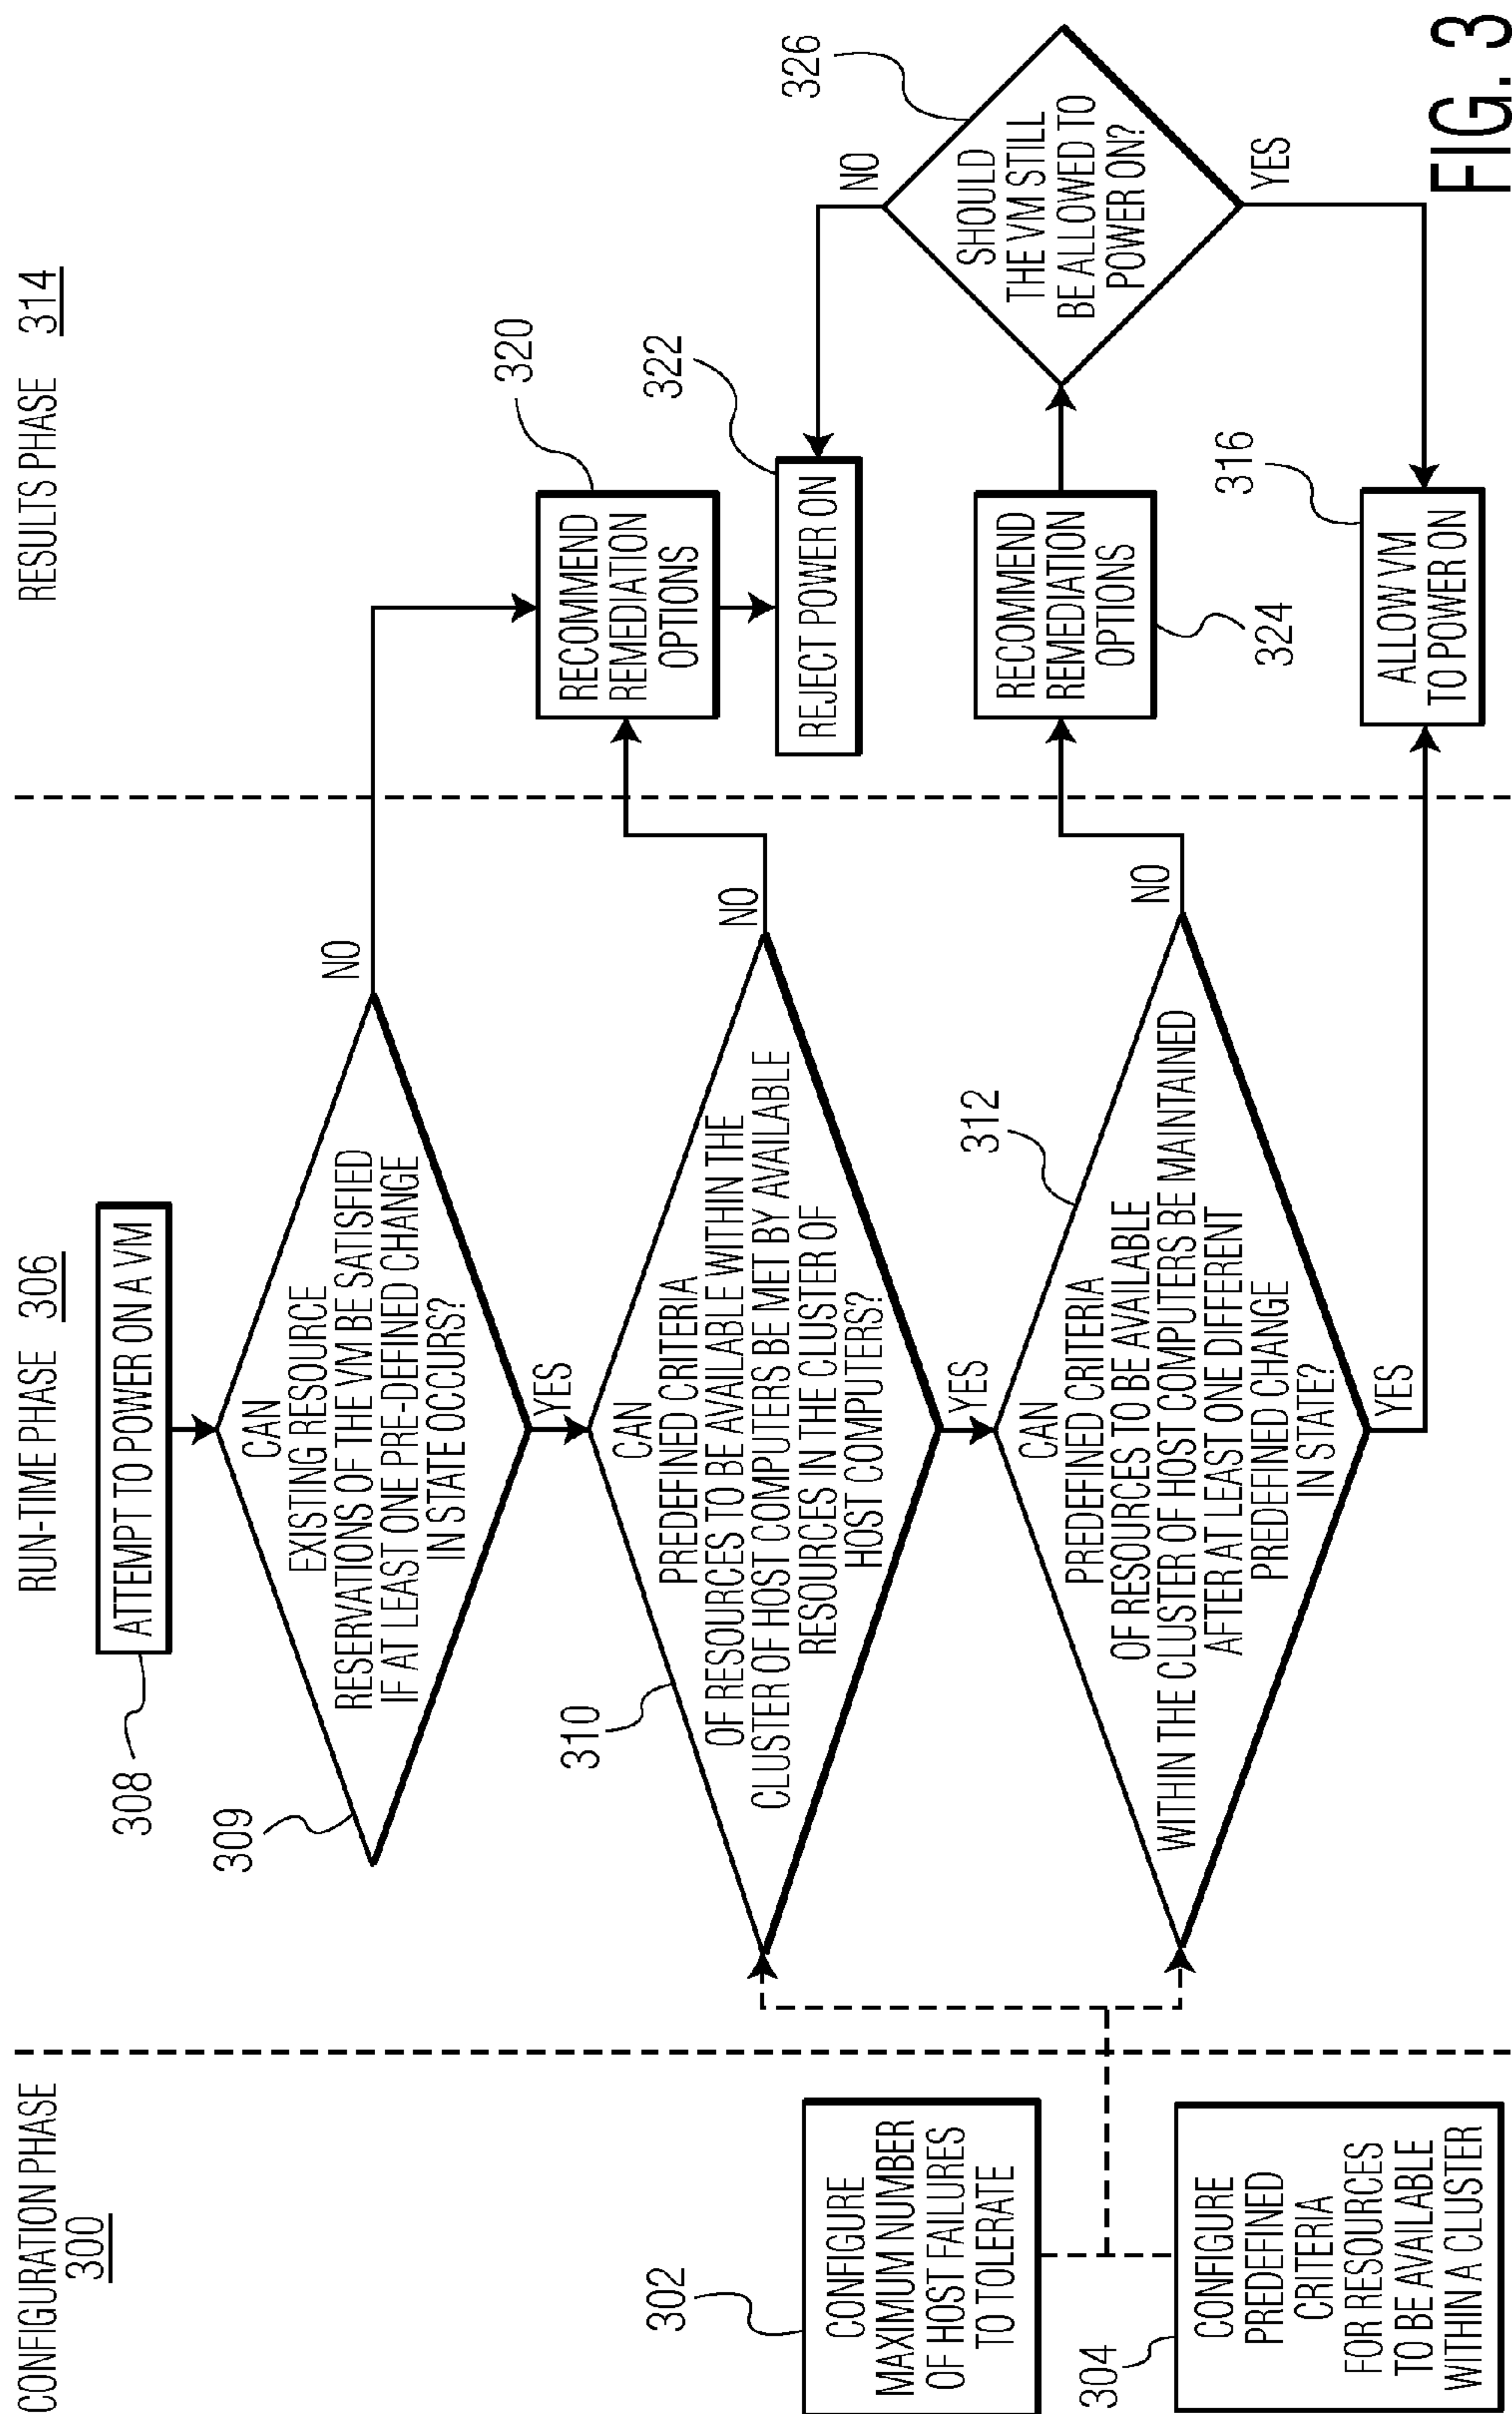 CONFIGURATION PHASE
300
302
CONFIGURE
MAXIMUM NUMBER
OF HOST FAILURES
TO TOLERATE
304
CONFIGURE
PREDEFINED
CRITERIA
FOR RESOURCES
TO BE AVAILABLE
WITHIN A CLUSTER
RUN-TIME PHASE 306
308
ATTEMPT TO POWER ON A VM
309
CAN
EXISTING RESOURCE
RESERVATIONS OF THE VM BE SATISFIED
IF AT LEAST ONE PRE-DEFINED CHANGE
IN STATE OCCURS?
NO
YES
310
CAN
PREDEFINED CRITERIA
OF RESOURCES TO BE AVAILABLE WITHIN THE
CLUSTER OF HOST COMPUTERS BE MET BY AVAILABLE
RESOURCES IN THE CLUSTER OF
HOST COMPUTERS?
NO
YES
312
CAN
PREDEFINED CRITERIA
OF RESOURCES TO BE AVAILABLE
WITHIN THE CLUSTER OF HOST COMPUTERS BE MAINTAINED
AFTER AT LEAST ONE DIFFERENT
PREDEFINED CHANGE
IN STATE?
NO
YES
RESULTS PHASE 314
320
RECOMMEND
REMEDIATION
OPTIONS
322
REJECT POWER ON
RECOMMEND
REMEDIATION
OPTIONS
324
326
SHOULD
THE VM STILL
BE ALLOWED TO
POWER ON?
NO
YES
316
ALLOW VM
TO POWER ON
FIG. 3